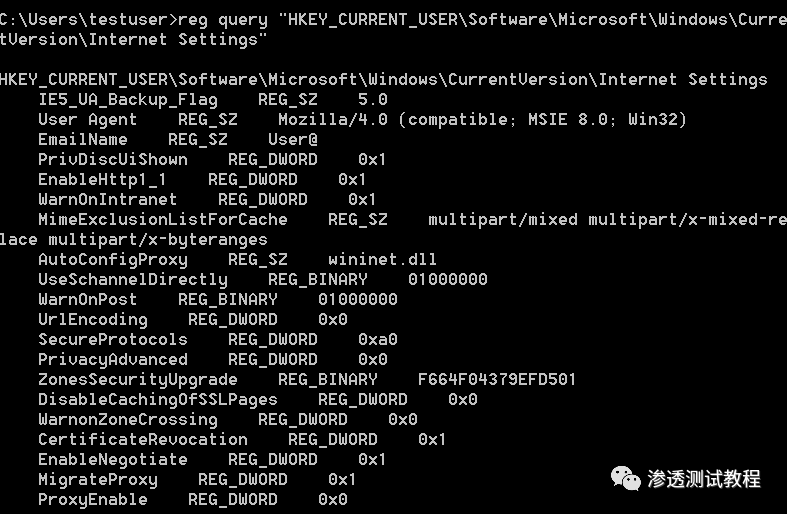 C:\Users\testuser>reg query "HKEY_CURRENT_USER\Software\Microsoft\Windows\Curre
tVersion\Internet Settings"
HKEY_CURRENT_USER\Software\Microsoft\Windows\CurrentVersion\Internet Settings
IE5_UA_Backup_Flag    REG_SZ    5.0
User Agent    REG_SZ    Mozilla/4.0 (compatible; MSIE 8.0; Win32)
EmailName    REG_SZ    User@
PrivDiscUiShown    REG_DWORD    0x1
EnableHttp1_1    REG_DWORD    0x1
WarnOnIntranet    REG_DWORD    0x1
MimeExclusionListForCache    REG_SZ    multipart/mixed multipart/x-mixed-re
lace multipart/x-byteranges
AutoConfigProxy    REG_SZ    wininet.dll
UseSchannelDirectly    REG_BINARY    01000000
WarnOnPost    REG_BINARY    01000000
UrlEncoding    REG_DWORD    0x0
SecureProtocols    REG_DWORD    0xa0
PrivacyAdvanced    REG_DWORD    0x0
ZonesSecurityUpgrade    REG_BINARY    F664F04379EFD501
DisableCachingOfSSLPages    REG_DWORD    0x0
WarnonZoneCrossing    REG_DWORD    0x0
CertificateRevocation    REG_DWORD    0x1
EnableNegotiate    REG_DWORD    0x1
MigrateProxy    REG_DWORD    0x1
ProxyEnable    REG_DWORD    0x0
渗透测试教程